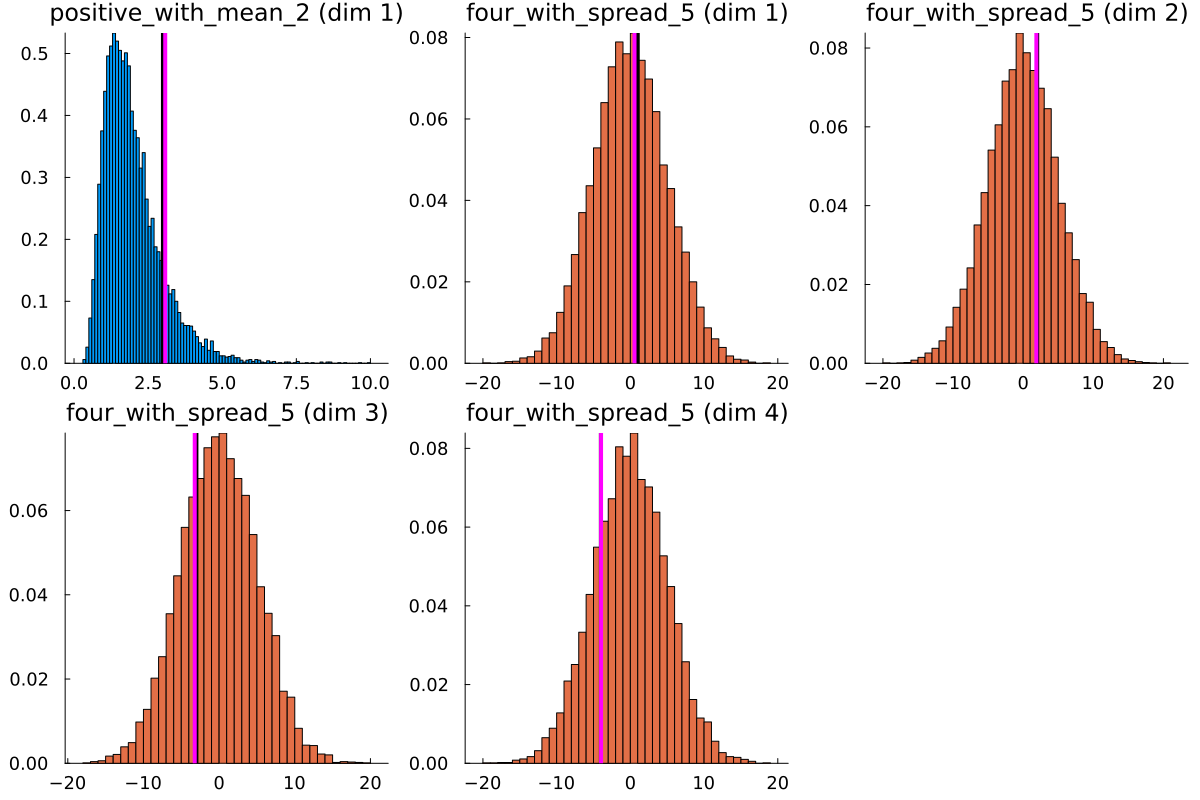 positive_with_mean_2 (dim 1)
0.5
0.4
0.3
0.2
0.1
0.0
0.0 2.5 5.0 7.5 10.0
four_with_spread_5 (dim 1)
0.08
0.06
0.04
0.02
0.00
−20 −10 0 10 20
four_with_spread_5 (dim 2)
0.08
0.06
0.04
0.02
0.00
−20 −10 0 10 20
four_with_spread_5 (dim 3)
0.06
0.04
0.02
0.00
−20 −10 0 10 20
four_with_spread_5 (dim 4)
0.08
0.06
0.04
0.02
0.00
−20 −10 0 10 20